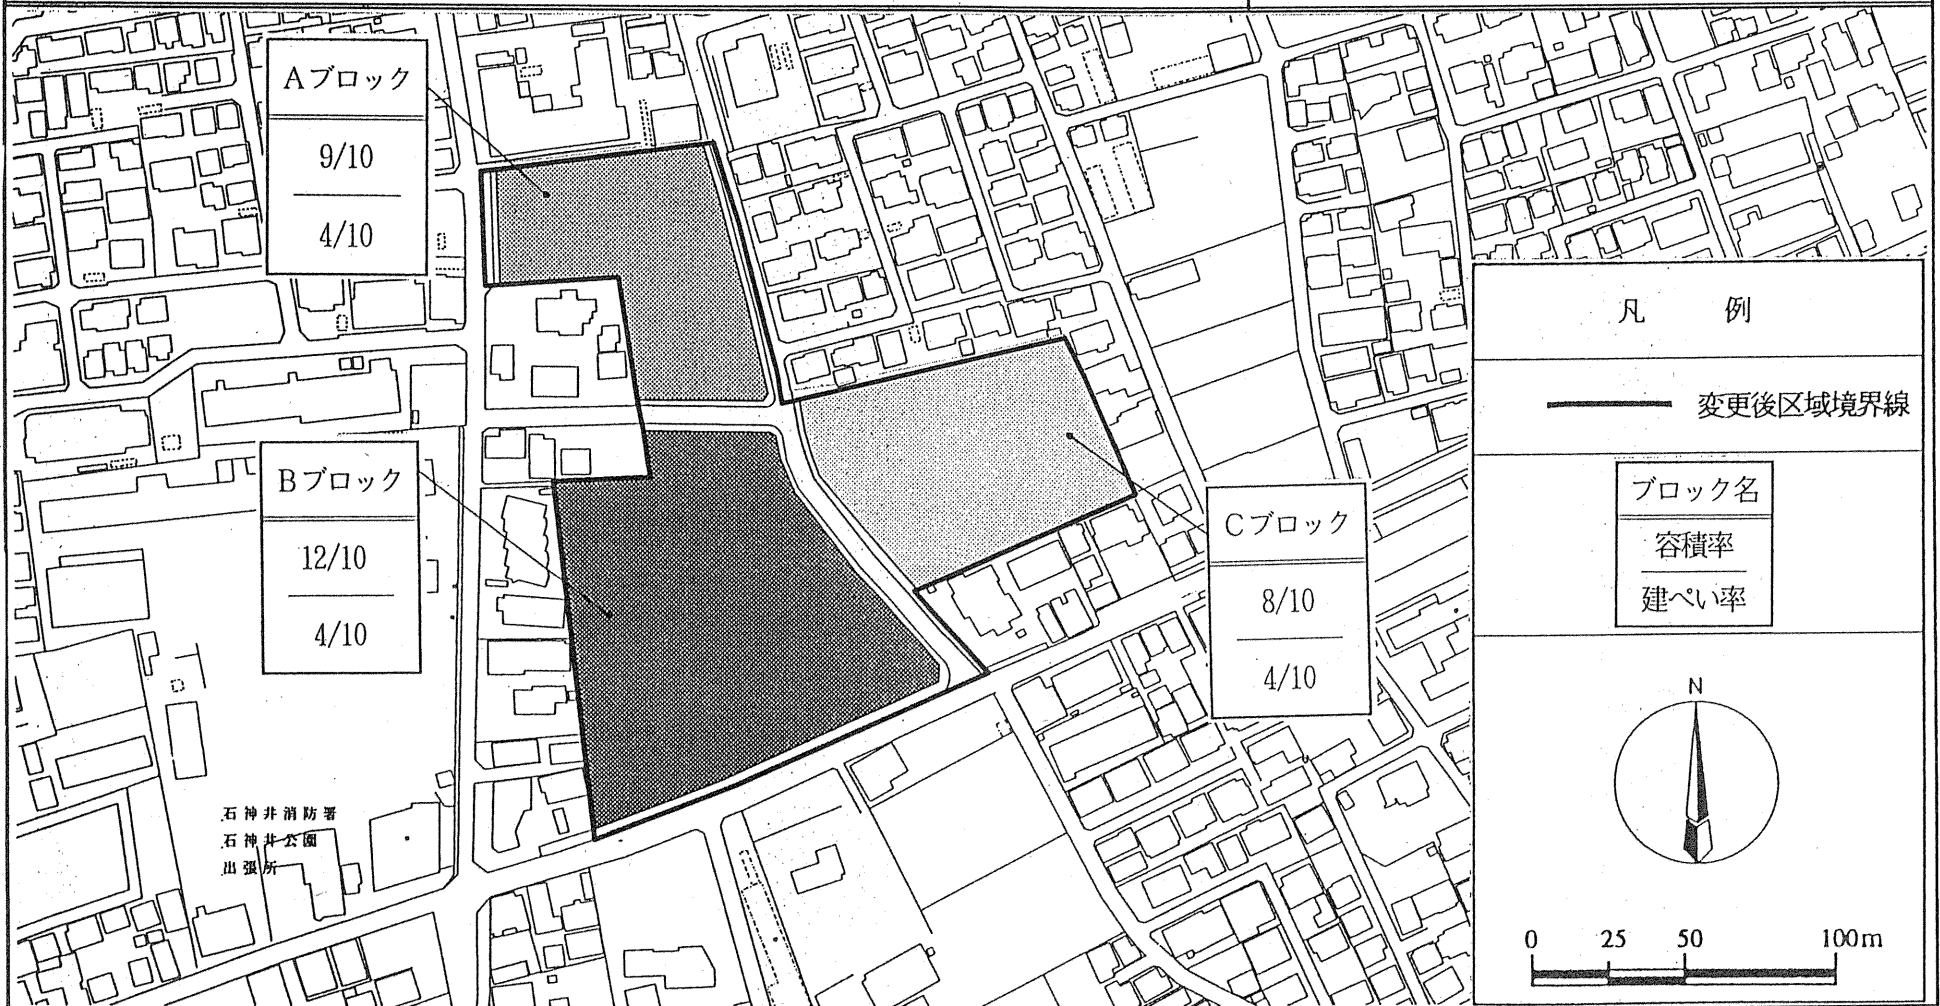 Aブロック
9/10
4/10
Bブロック
12/10
4/10
Cブロック
8/10
4/10
石神井消防署
石神井公園
出張所
凡 例
変更後区域境界線
ブロック名
容積率
建ぺい率
N
0 25 50 100m